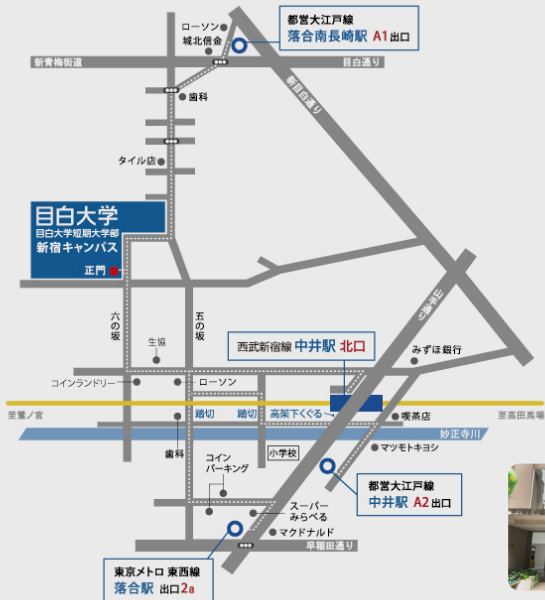 ローソン
城北信金
都営大江戸線
落合南長崎駅 A1出口
新青梅街道
目白通り
新目白通り
歯科
タイル店
目白大学
目白大学短期大学部
新宿キャンパス
正門
山手通り
六の坂
五の坂
生協
西武新宿線 中井駅 北口
みずほ銀行
コインランドリー
ローソン
至鷺ノ宮
踏切
踏切
高架下くぐる
喫茶店
至高田馬場
妙正寺川
歯科
小学校
マツモトキヨシ
コイン
パーキング
都営大江戸線
中井駅 A2出口
スーパー
みらべる
マクドナルド
早稲田通り
東京メトロ 東西線
落合駅 出口2a